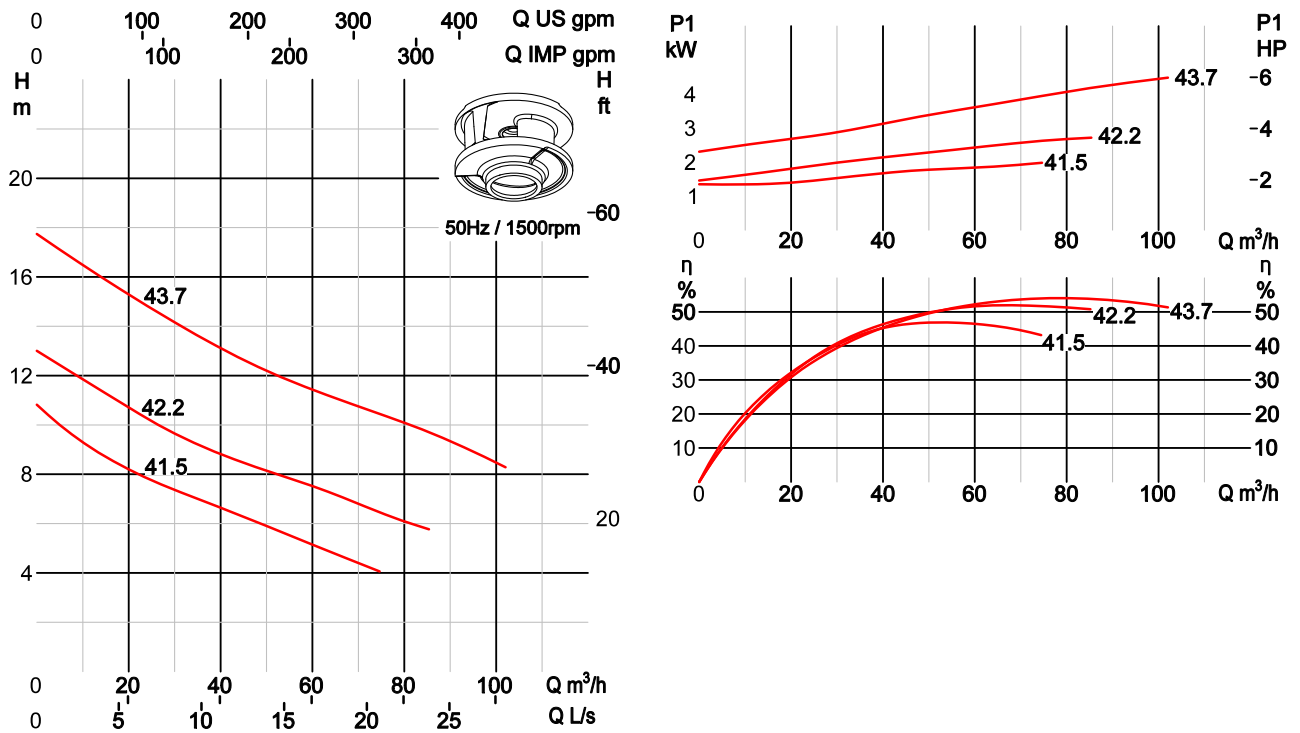 0 100 200 300 400 Q US gpm
0 100 200 300 Q IMP gpm
H
m
H
ft
20
16
12
8
4
60
40
20
50Hz / 1500rpm
43.7
42.2
41.5
0 20 40 60 80 100 Q m³/h
0 5 10 15 20 25 Q L/s
P1
kW
P1
HP
4
3
2
1
6
4
2
43.7
42.2
41.5
0 20 40 60 80 100 Q m³/h
η
%
η
%
50
40
30
20
10
50
40
30
20
10
43.7
42.2
41.5
0 20 40 60 80 100 Q m³/h